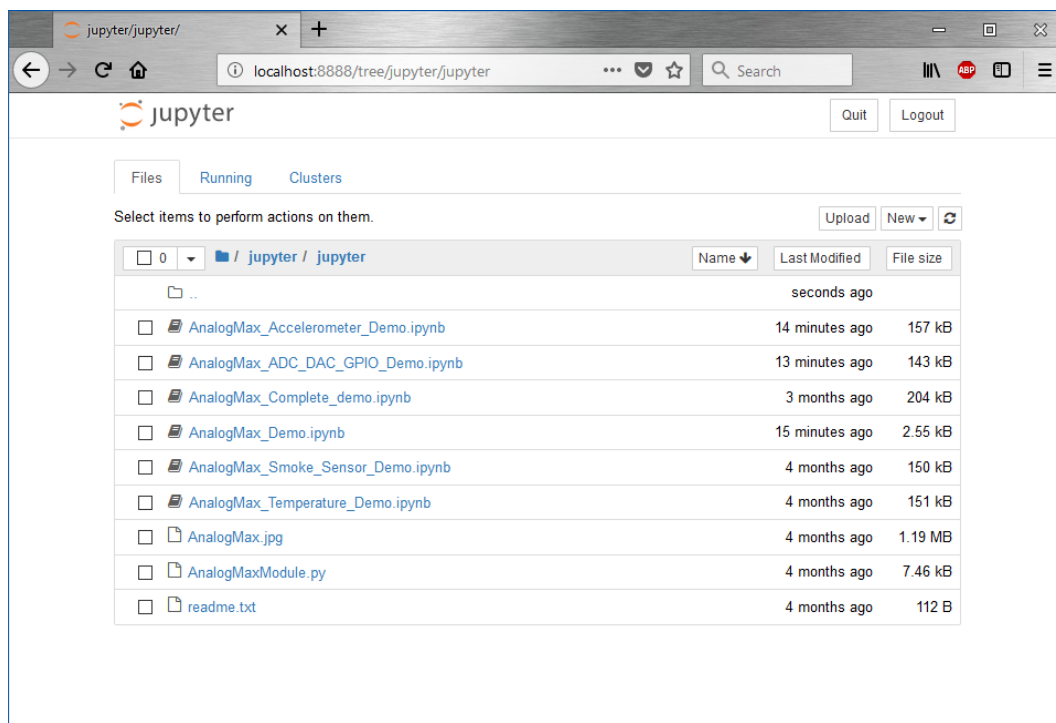 jupyter/jupyter/
localhost:8888/tree/jupyter/jupyter Search ABP
jupyter Quit Logout
Files Running Clusters
Select items to perform actions on them. Upload New
0 / jupyter / jupyter Name Last Modified File size
.. seconds ago
AnalogMax_Accelerometer_Demo.ipynb 14 minutes ago 157 kB
AnalogMax_ADC_DAC_GPIO_Demo.ipynb 13 minutes ago 143 kB
AnalogMax_Complete_demo.ipynb 3 months ago 204 kB
AnalogMax_Demo.ipynb 15 minutes ago 2.55 kB
AnalogMax_Smoke_Sensor_Demo.ipynb 4 months ago 150 kB
AnalogMax_Temperature_Demo.ipynb 4 months ago 151 kB
AnalogMax.jpg 4 months ago 1.19 MB
AnalogMaxModule.py 4 months ago 7.46 kB
readme.txt 4 months ago 112 B